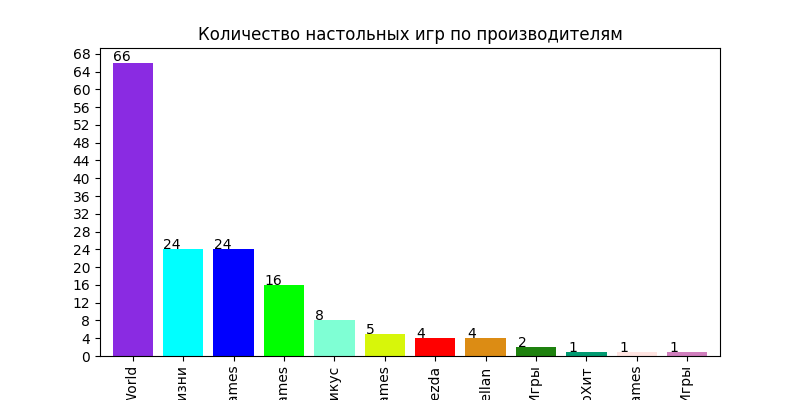 Количество настольных игр по производителям
68
64
60
56
52
48
44
40
36
32
28
24
20
16
12
8
4
0
66
24
24
16
8
5
4
4
2
1
1
1
World
изни
ames
ames
икус
ames
ezda
ellan
Игры
оХит
ames
Игры